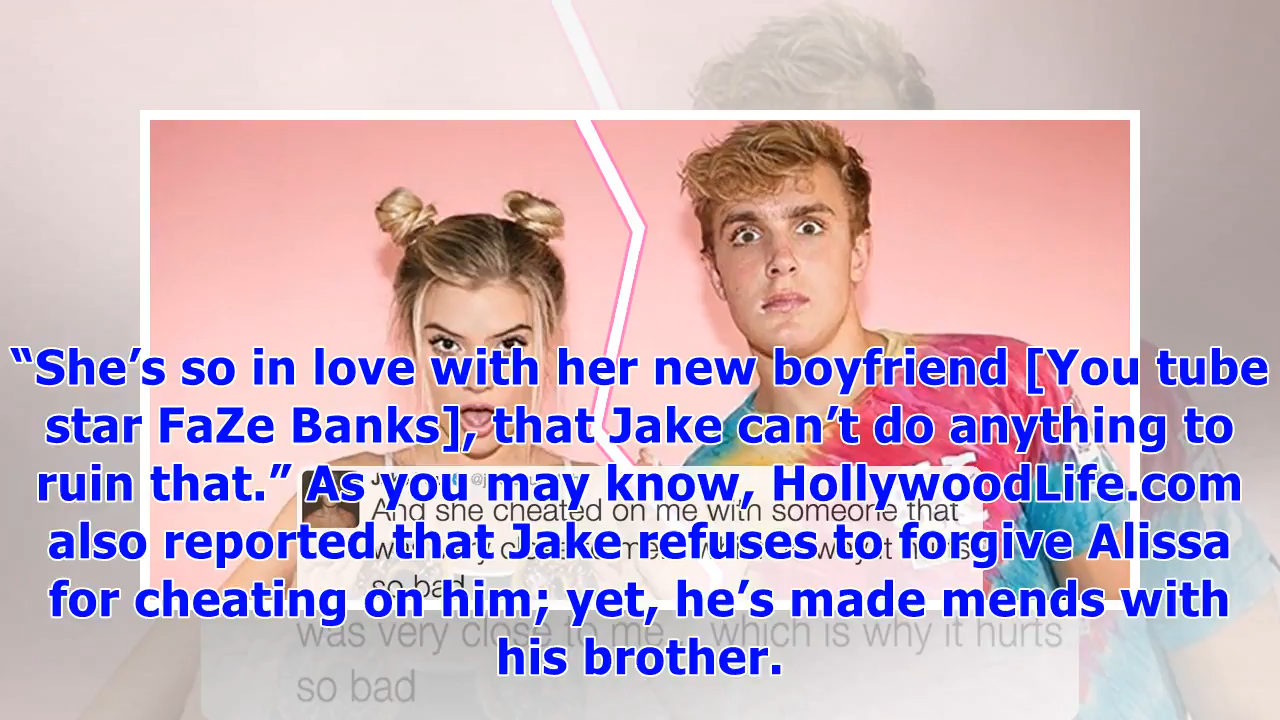 “She’s so in love with her new boyfriend [You tube
star FaZe Banks], that Jake can’t do anything to
ruin that.” As you may know, HollywoodLife.com
also reported that Jake refuses to forgive Alissa
for cheating on him; yet, he’s made mends with
his brother.
And she cheated on me with someone that
so bad
was very close to me... which is why it hurts
so bad